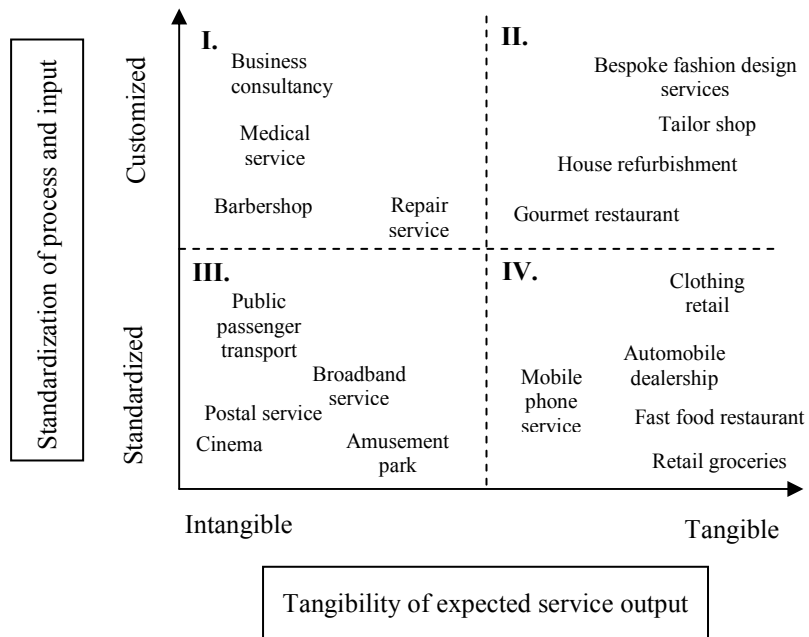 Standardization of process and input
Customized
Standardized
I.
Business
consultancy
Medical
service
Barbershop
Repair
service
II.
Bespoke fashion design
services
Tailor shop
House refurbishment
Gourmet restaurant
III.
Public
passenger
transport
Broadband
service
Postal service
Cinema
Amusement
park
IV.
Clothing
retail
Automobile
dealership
Mobile
phone
service
Fast food restaurant
Retail groceries
Intangible
Tangible
Tangibility of expected service output